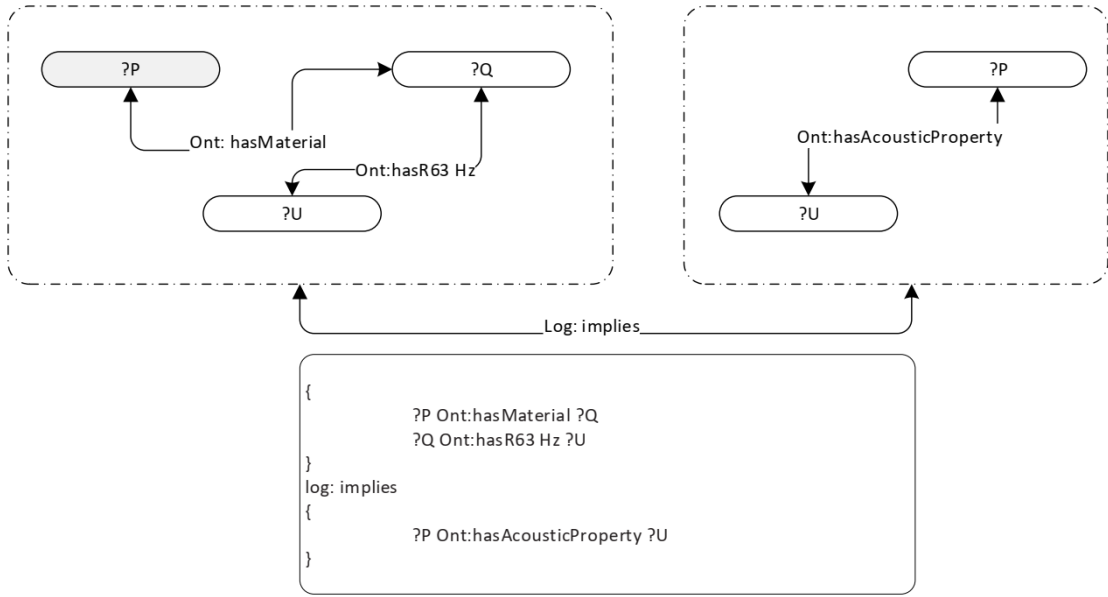 ?P
?Q
Ont: hasMaterial
Ont:hasR63 Hz
?U
?P
Ont:hasAcousticProperty
?U
Log: implies
{
?P Ont:hasMaterial ?Q
?Q Ont:hasR63 Hz ?U
}
log: implies
{
?P Ont:hasAcousticProperty ?U
}